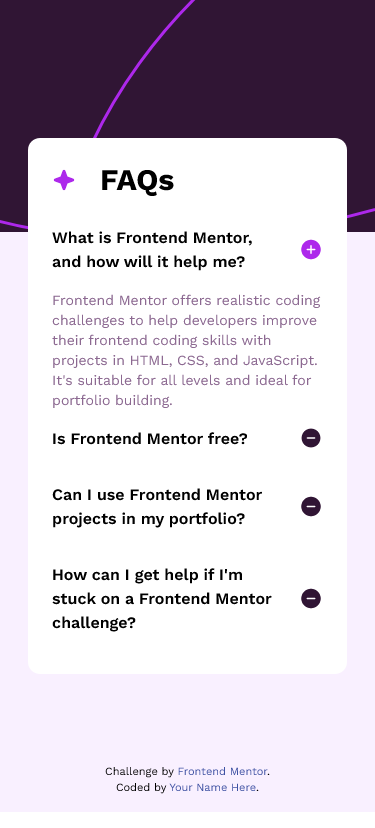 FAQs
What is Frontend Mentor,
and how will it help me?
Frontend Mentor offers realistic coding
challenges to help developers improve
their frontend coding skills with
projects in HTML, CSS, and JavaScript.
It's suitable for all levels and ideal for
portfolio building.
Is Frontend Mentor free?
Can I use Frontend Mentor
projects in my portfolio?
How can I get help if I'm
stuck on a Frontend Mentor
challenge?
Challenge by Frontend Mentor.
Coded by Your Name Here.